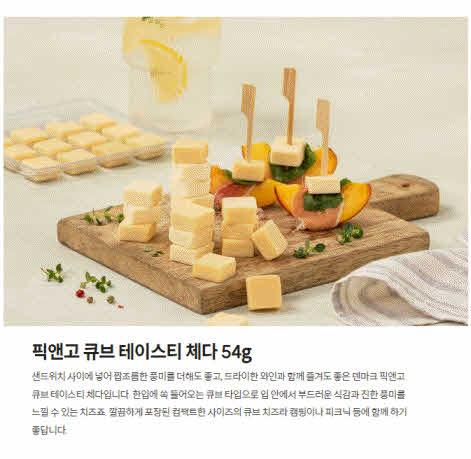 픽앤고 큐브 테이스티 체다 54g
샌드위치 사이에 넣어 짭조름한 풍미를 더해도 좋고, 드라이한 와인과 함께 즐겨도 좋은 덴마크 픽앤고
큐브 테이스티 체다입니다. 한입에 쏙 들어오는 큐브 타입으로 입 안에서 부드러운 식감과 진한 풍미를
느낄 수 있는 치즈죠. 깔끔하게 포장된 컴팩트한 사이즈의 큐브 치즈라 캠핑이나 피크닉 등에 함께 하기
좋답니다.